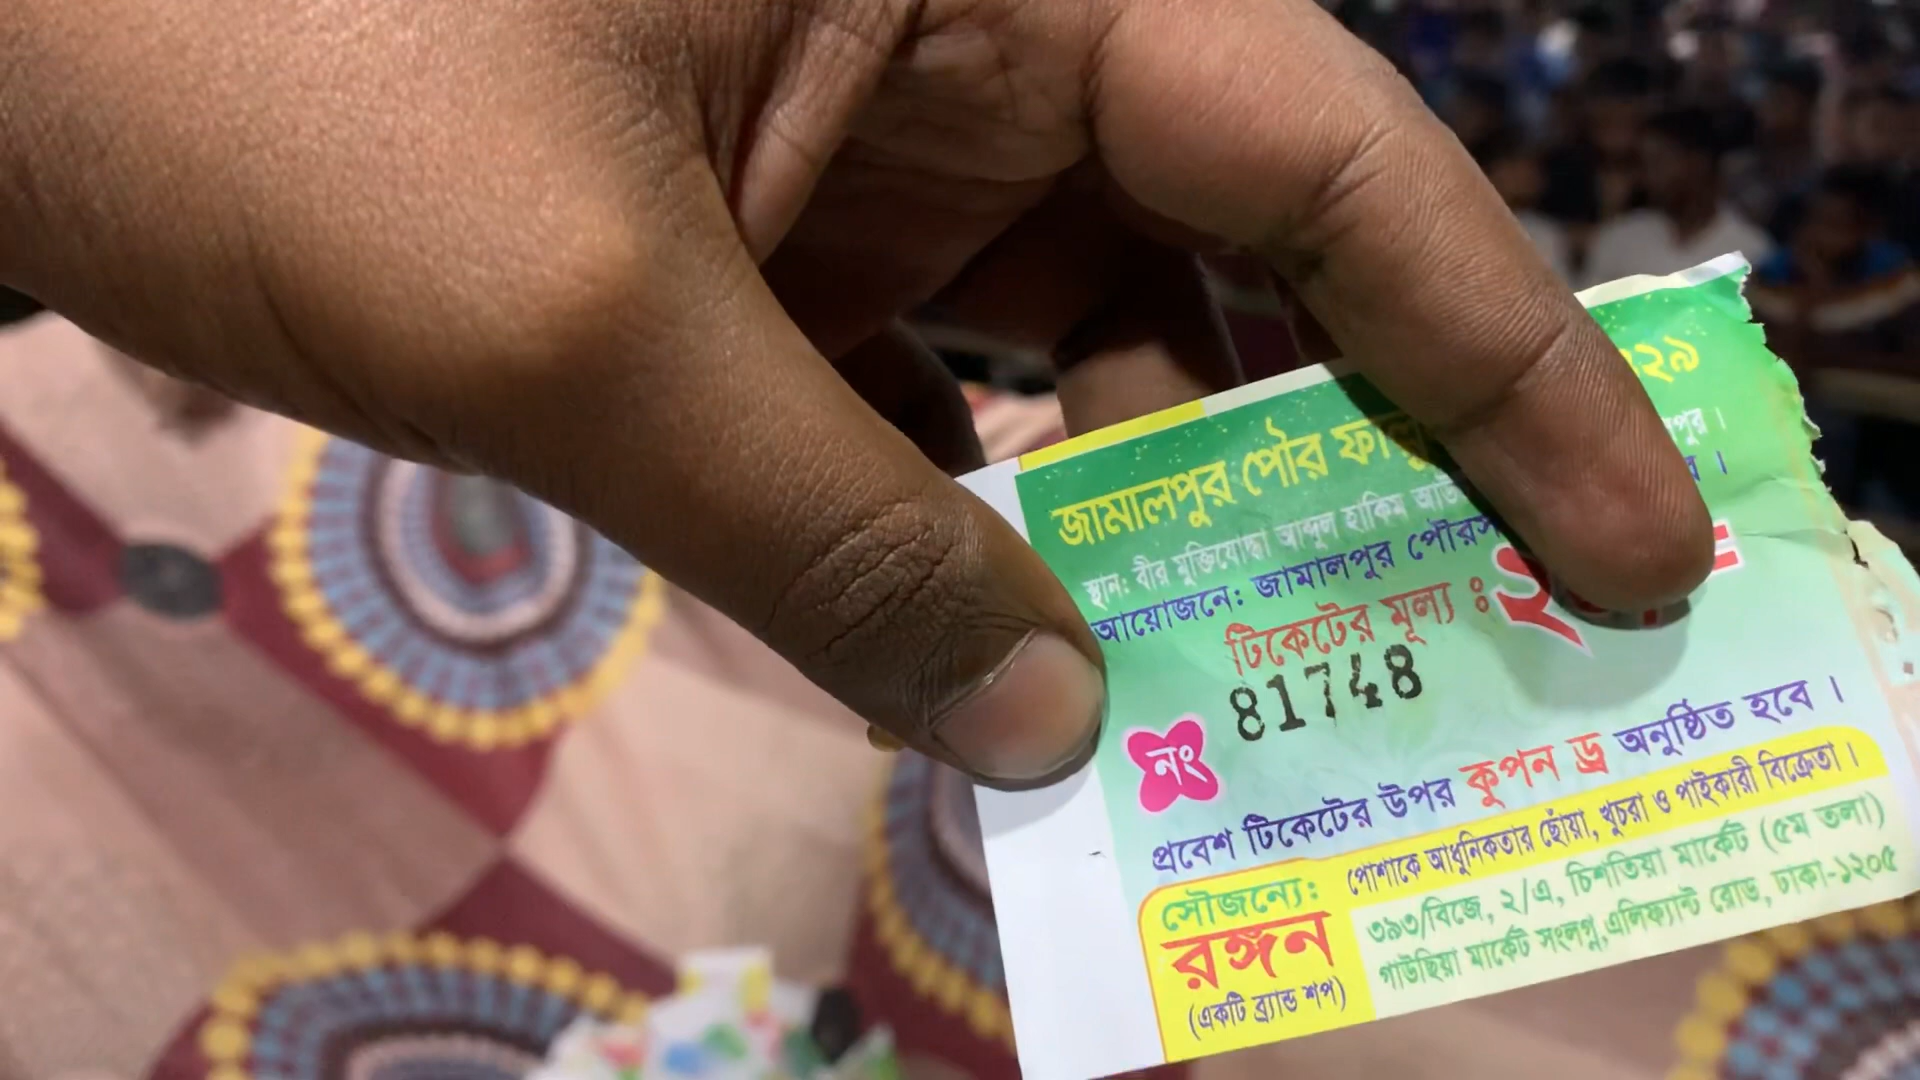 জামালপুর পৌর ২৯
স্থান: বীর মুক্তিযোদ্ধা আব্দুল হাকিম
আয়োজনে: জামালপুর
টিকেটের মূল্য :
81748
নং
প্রবেশ টিকেটের উপর কুপন ড্র অনুষ্ঠিত হবে ।
পোশাকে আধুনিকতার ছোঁয়া, খুচরা ও পাইকারী বিক্রেতা ।
সৌজন্যে:
রঙ্গন
(একটি ব্র্যান্ড শপ)
৩৯৩/বিজে, ২/এ, চিশতিয়া মার্কেট (৫ম তলা)
গাউছিয়া মার্কেট সংলগ্ন,এলিফ্যান্ট রোড, ঢাকা-১২০৫